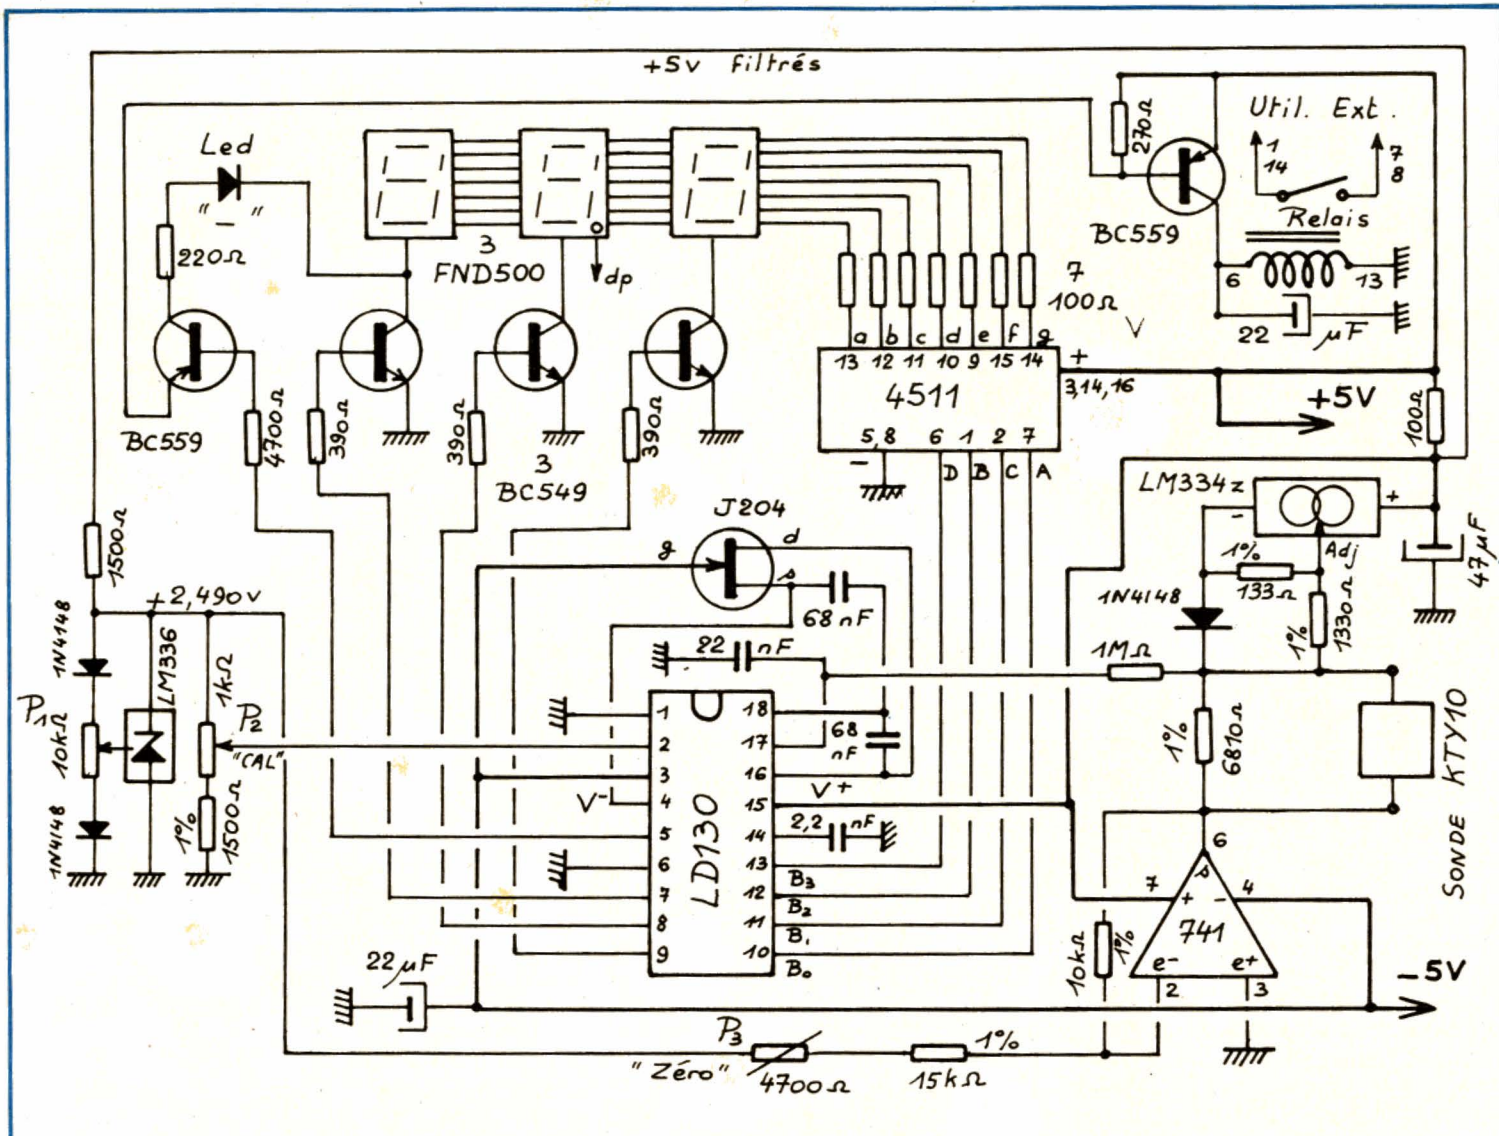 +5v filtrés
Led
"_"
220Ω
BC559
4700Ω
390Ω
3
FND500
dp
390Ω
3
BC549
390Ω
270Ω
BC559
Util. Ext.
1
14
7
8
Relais
6
13
22 µF
7
100Ω
V
a b c d e f g
13 12 11 10 9 15 14
+
3,14,16
4511
5,8 6 1 2 7
-
D B C A
+5V
100Ω
LM334z
- +
Adj
47µF
1%
133Ω
1N4148
1%
1330Ω
1MΩ
1%
6810Ω
SONDE KTY10
J204
g
d
s
68nF
22 nF
68
nF
1500Ω
+2,490v
1N4148
LM336
1kΩ
P1
10kΩ
P2
"CAL"
1N4148
1%
1500Ω
V-
V+
LD130
1
2
3
4
5
6
7
8
9
18
17
16
15
14
13
12
11
10
2,2 nF
B3
B2
B1
B0
6
s
7
+
-
4
741
e-
e+
2
3
10kΩ
1%
-5V
22µF
P3
"Zéro"
4700Ω
15kΩ
1%